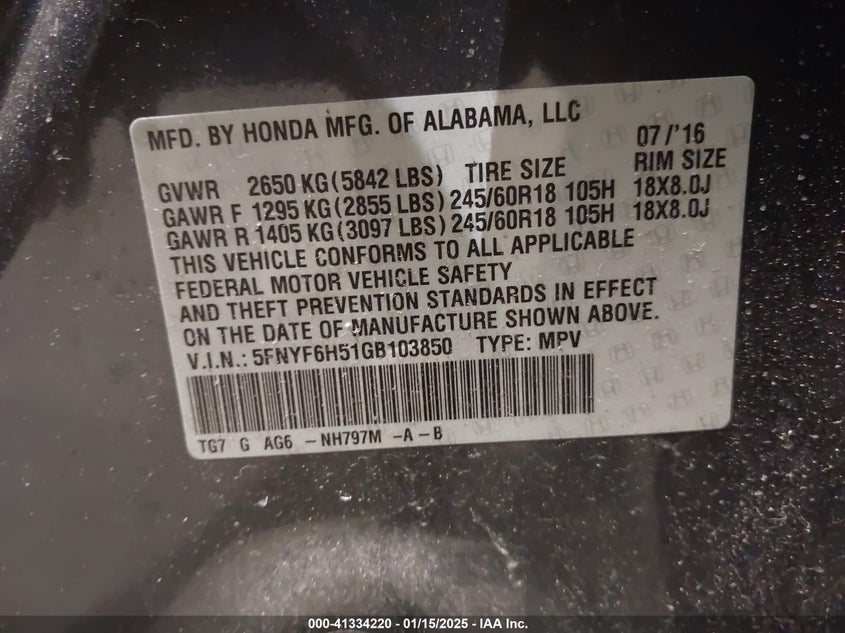 MFD. BY HONDA MFG. OF ALABAMA, LLC 07/'16
GVWR 2650 KG(5842 LBS) TIRE SIZE RIM SIZE
GAWR F 1295 KG(2855 LBS) 245/60R18 105H 18X8.0J
GAWR R 1405 KG(3097 LBS) 245/60R18 105H 18X8.0J
THIS VEHICLE CONFORMS TO ALL APPLICABLE
FEDERAL MOTOR VEHICLE SAFETY
AND THEFT PREVENTION STANDARDS IN EFFECT
ON THE DATE OF MANUFACTURE SHOWN ABOVE.
V.I.N.: 5FNYF6H51GB103850 TYPE: MPV
TG7 G AG6 -NH797M -A-B
000-41334220 - 01/15/2025 - IAA Inc.